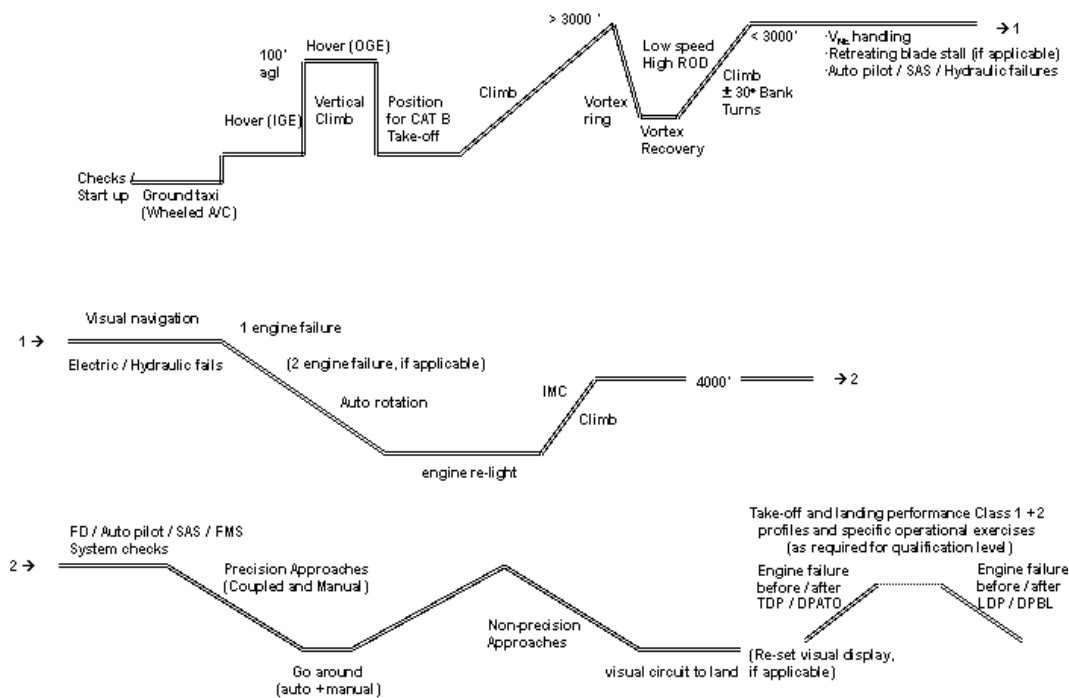 > 3000 '
100'
agl
Hover (OGE)
Hover (IGE)
Vertical
Climb
Position
for CAT B
Take-off
Climb
Vortex
ring
Low speed
High ROD
Vortex
Recovery
< 3000'
Climb
± 30° Bank
Turns
·VNE handling
·Retreating blade stall (if applicable)
·Auto pilot / SAS / Hydraulic failures
→ 1
Checks /
Start up
Ground taxi
(Wheeled A/C)
1 →
Visual navigation
Electric / Hydraulic fails
1 engine failure
(2 engine failure, if applicable)
Auto rotation
engine re-light
IMC
Climb
4000'
→ 2
2 →
FD / Auto pilot / SAS / FMS
System checks
Precision Approaches
(Coupled and Manual)
Go around
(auto + manual)
Non-precision
Approaches
visual circuit to land
Take-off and landing performance Class 1 + 2
profiles and specific operational exercises
(as required for qualification level)
Engine failure
before / after
TDP / DPATO
Engine failure
before / after
LDP / DPBL
(Re-set visual display,
if applicable)